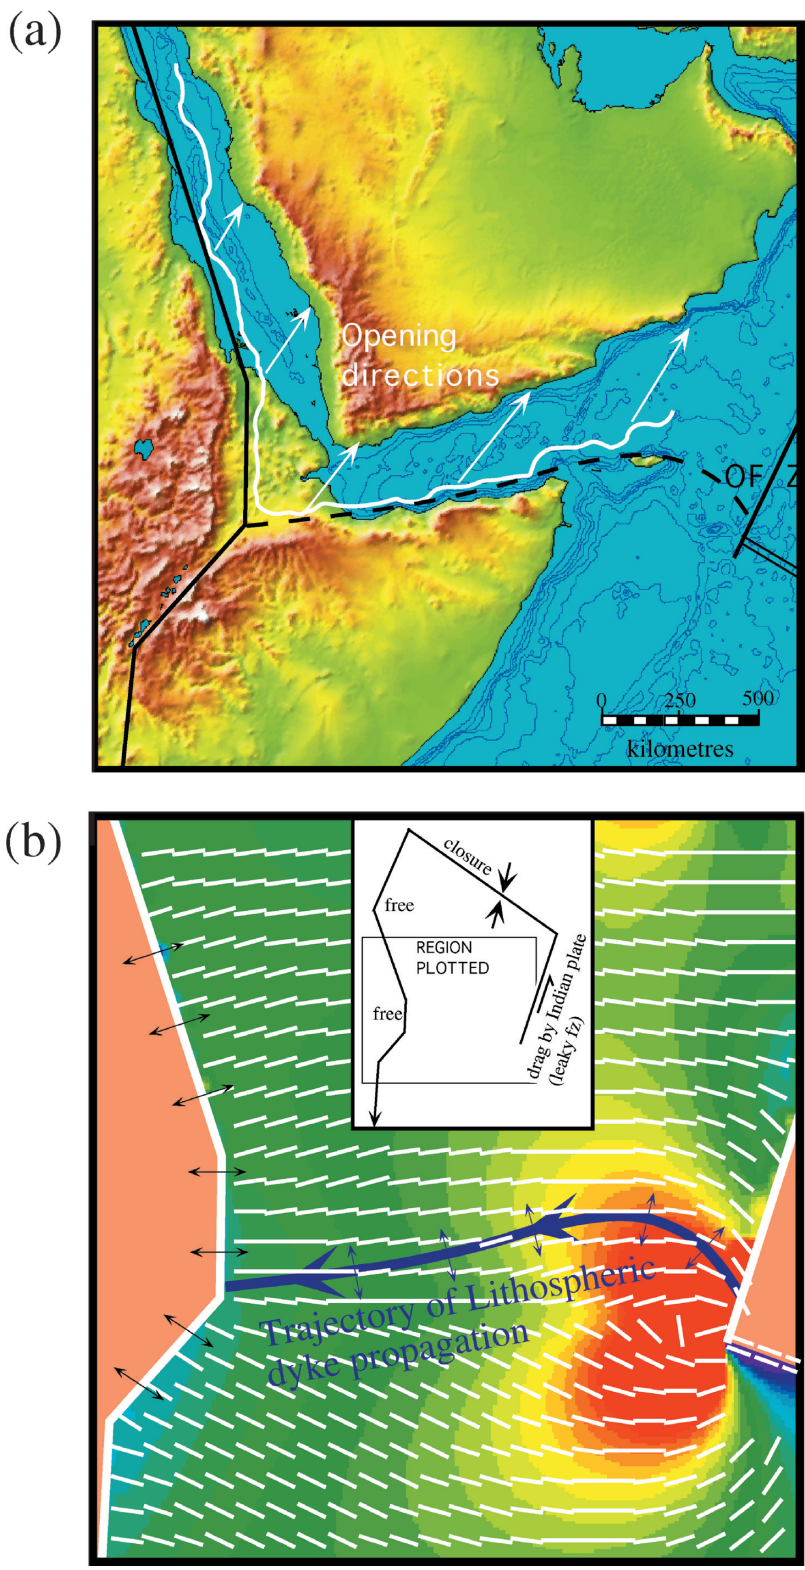 (a)
Opening
directions
OF Z
0 250 500
kilometres
(b)
closure
free
REGION
PLOTTED
free
drag by Indian plate
(leaky fz)
Trajectory of Lithospheric
dyke propagation